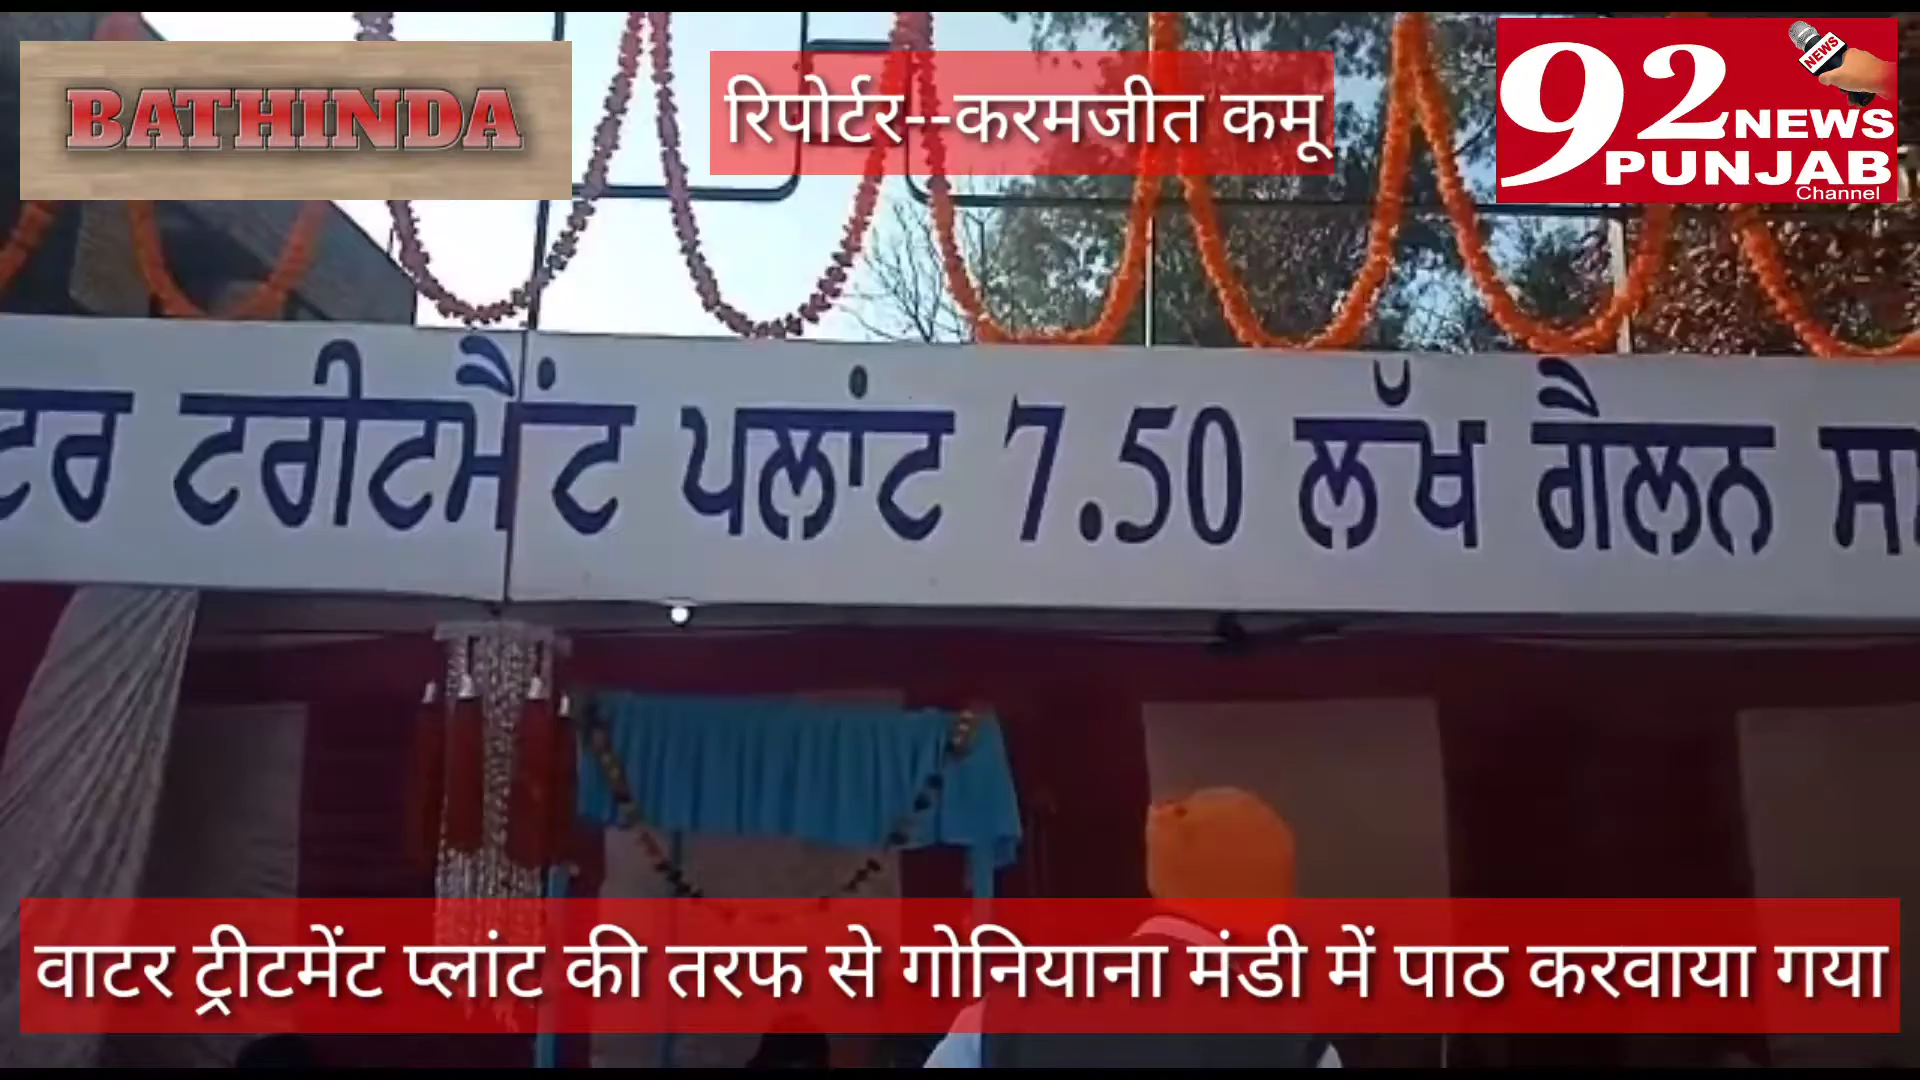 BATHINDA
रिपोर्टर--करमजीत कमू
92 NEWS
PUNJAB
Channel
NEWS
ਟਰ ਟਰੀਟਮੈਂਟ ਪਲਾਂਟ 7.50 ਲੱਖ ਗੈਲਨ
वाटर ट्रीटमेंट प्लांट की तरफ से गोनियाना मंडी में पाठ करवाया गया